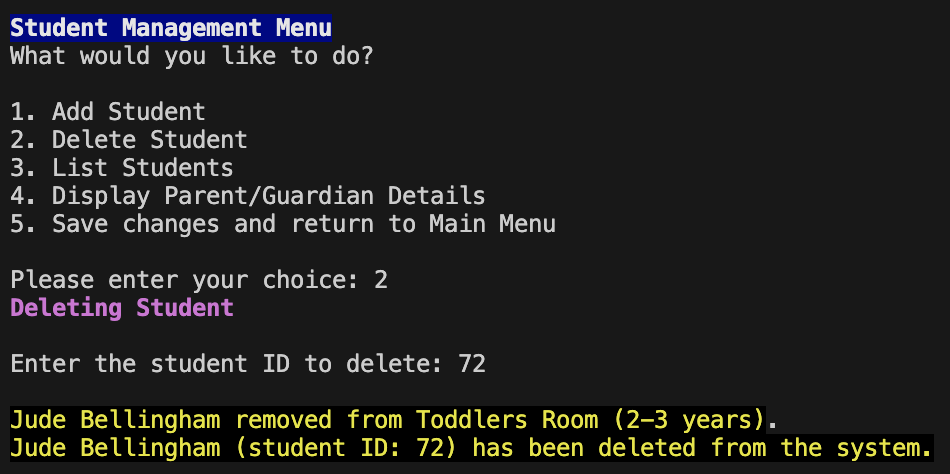 Student Management Menu
What would you like to do?
1. Add Student
2. Delete Student
3. List Students
4. Display Parent/Guardian Details
5. Save changes and return to Main Menu
Please enter your choice: 2
Deleting Student
Enter the student ID to delete: 72
Jude Bellingham removed from Toddlers Room (2-3 years).
Jude Bellingham (student ID: 72) has been deleted from the system.